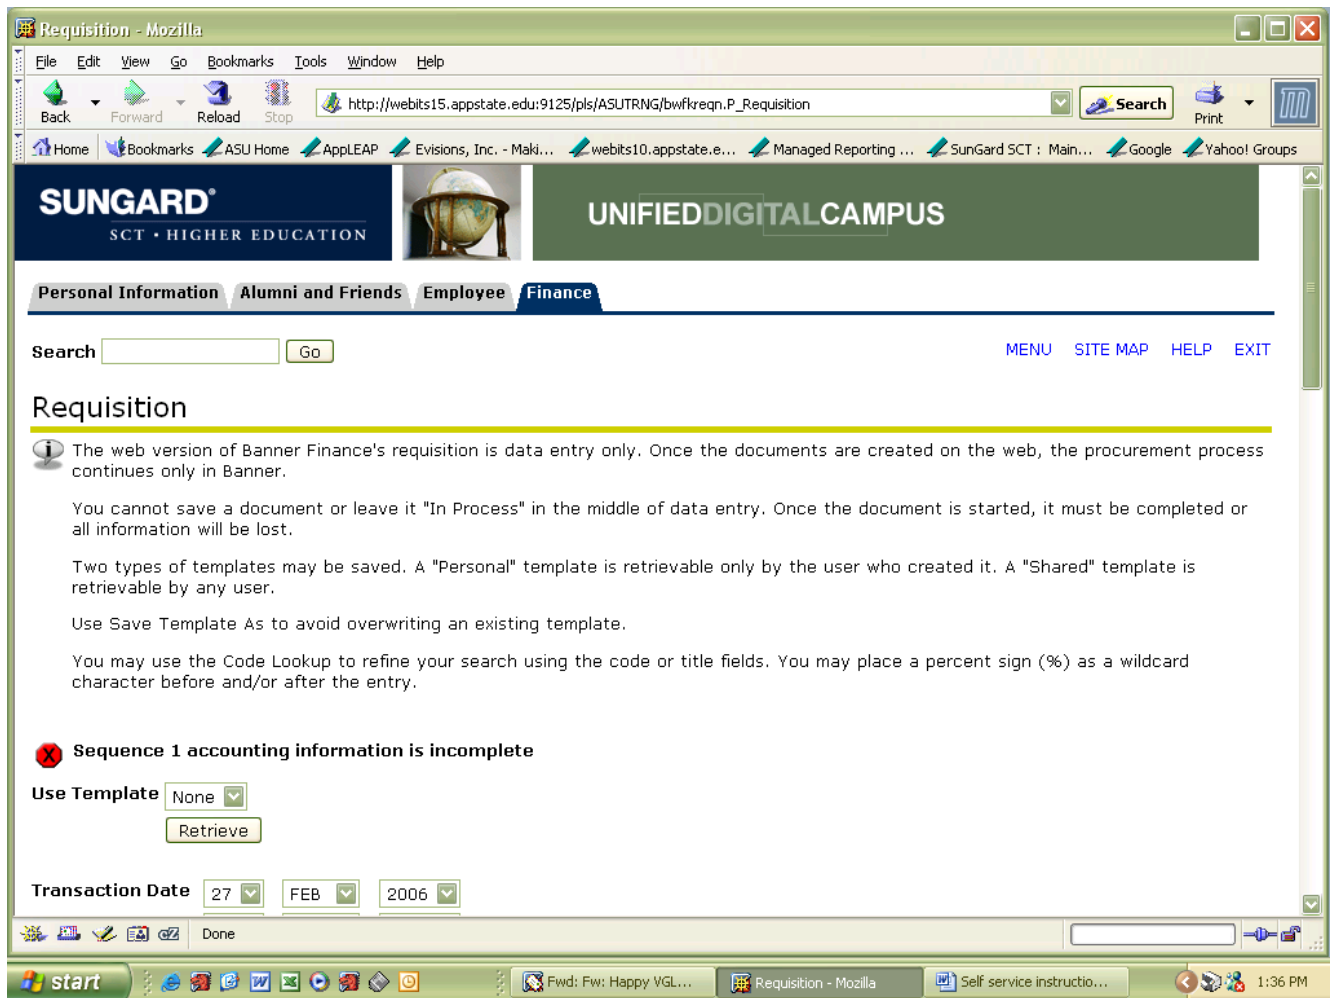 Requisition - Mozilla
File Edit View Go Bookmarks Tools Window Help
Back Forward Reload Stop http://webits15.appstate.edu:9125/pls/ASUTRNG/bwfkreqn.P_Requisition Search Print
Home Bookmarks ASU Home AppLEAP Evisions, Inc. - Maki... webits10.appstate.e... Managed Reporting ... SunGard SCT : Main... Google Yahoo! Groups
SUNGARD®
SCT • HIGHER EDUCATION
UNIFIEDDIGITALCAMPUS
Personal Information Alumni and Friends Employee Finance
Search Go MENU SITE MAP HELP EXIT
Requisition
The web version of Banner Finance's requisition is data entry only. Once the documents are created on the web, the procurement process
continues only in Banner.
You cannot save a document or leave it "In Process" in the middle of data entry. Once the document is started, it must be completed or
all information will be lost.
Two types of templates may be saved. A "Personal" template is retrievable only by the user who created it. A "Shared" template is
retrievable by any user.
Use Save Template As to avoid overwriting an existing template.
You may use the Code Lookup to refine your search using the code or title fields. You may place a percent sign (%) as a wildcard
character before and/or after the entry.
Sequence 1 accounting information is incomplete
Use Template None
Retrieve
Transaction Date 27 FEB 2006
Done
start Fwd: Fw: Happy VGL... Requisition - Mozilla Self service instructio... 1:36 PM